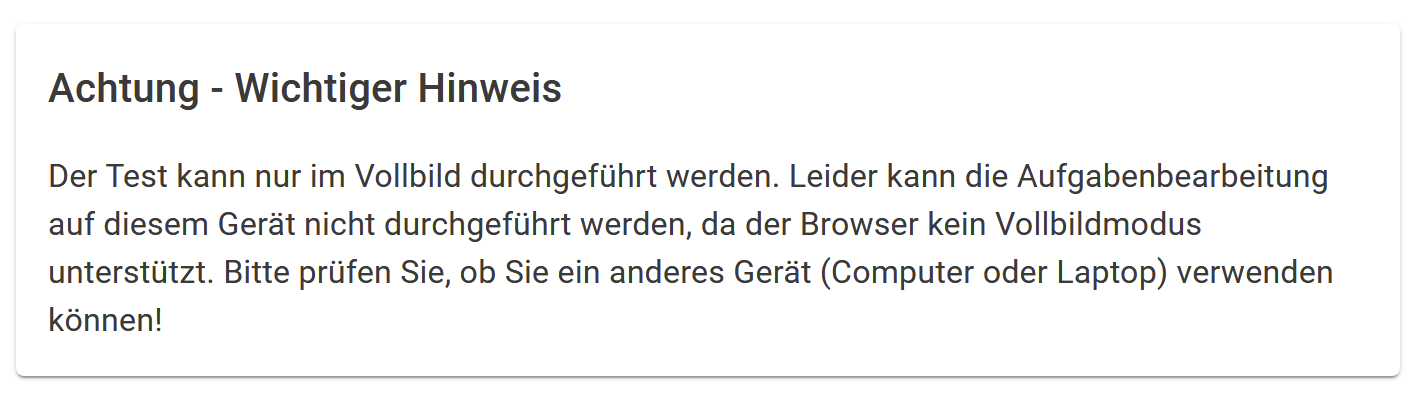 Achtung - Wichtiger Hinweis
Der Test kann nur im Vollbild durchgeführt werden. Leider kann die Aufgabenbearbeitung
auf diesem Gerät nicht durchgeführt werden, da der Browser kein Vollbildmodus
unterstützt. Bitte prüfen Sie, ob Sie ein anderes Gerät (Computer oder Laptop) verwenden
können!